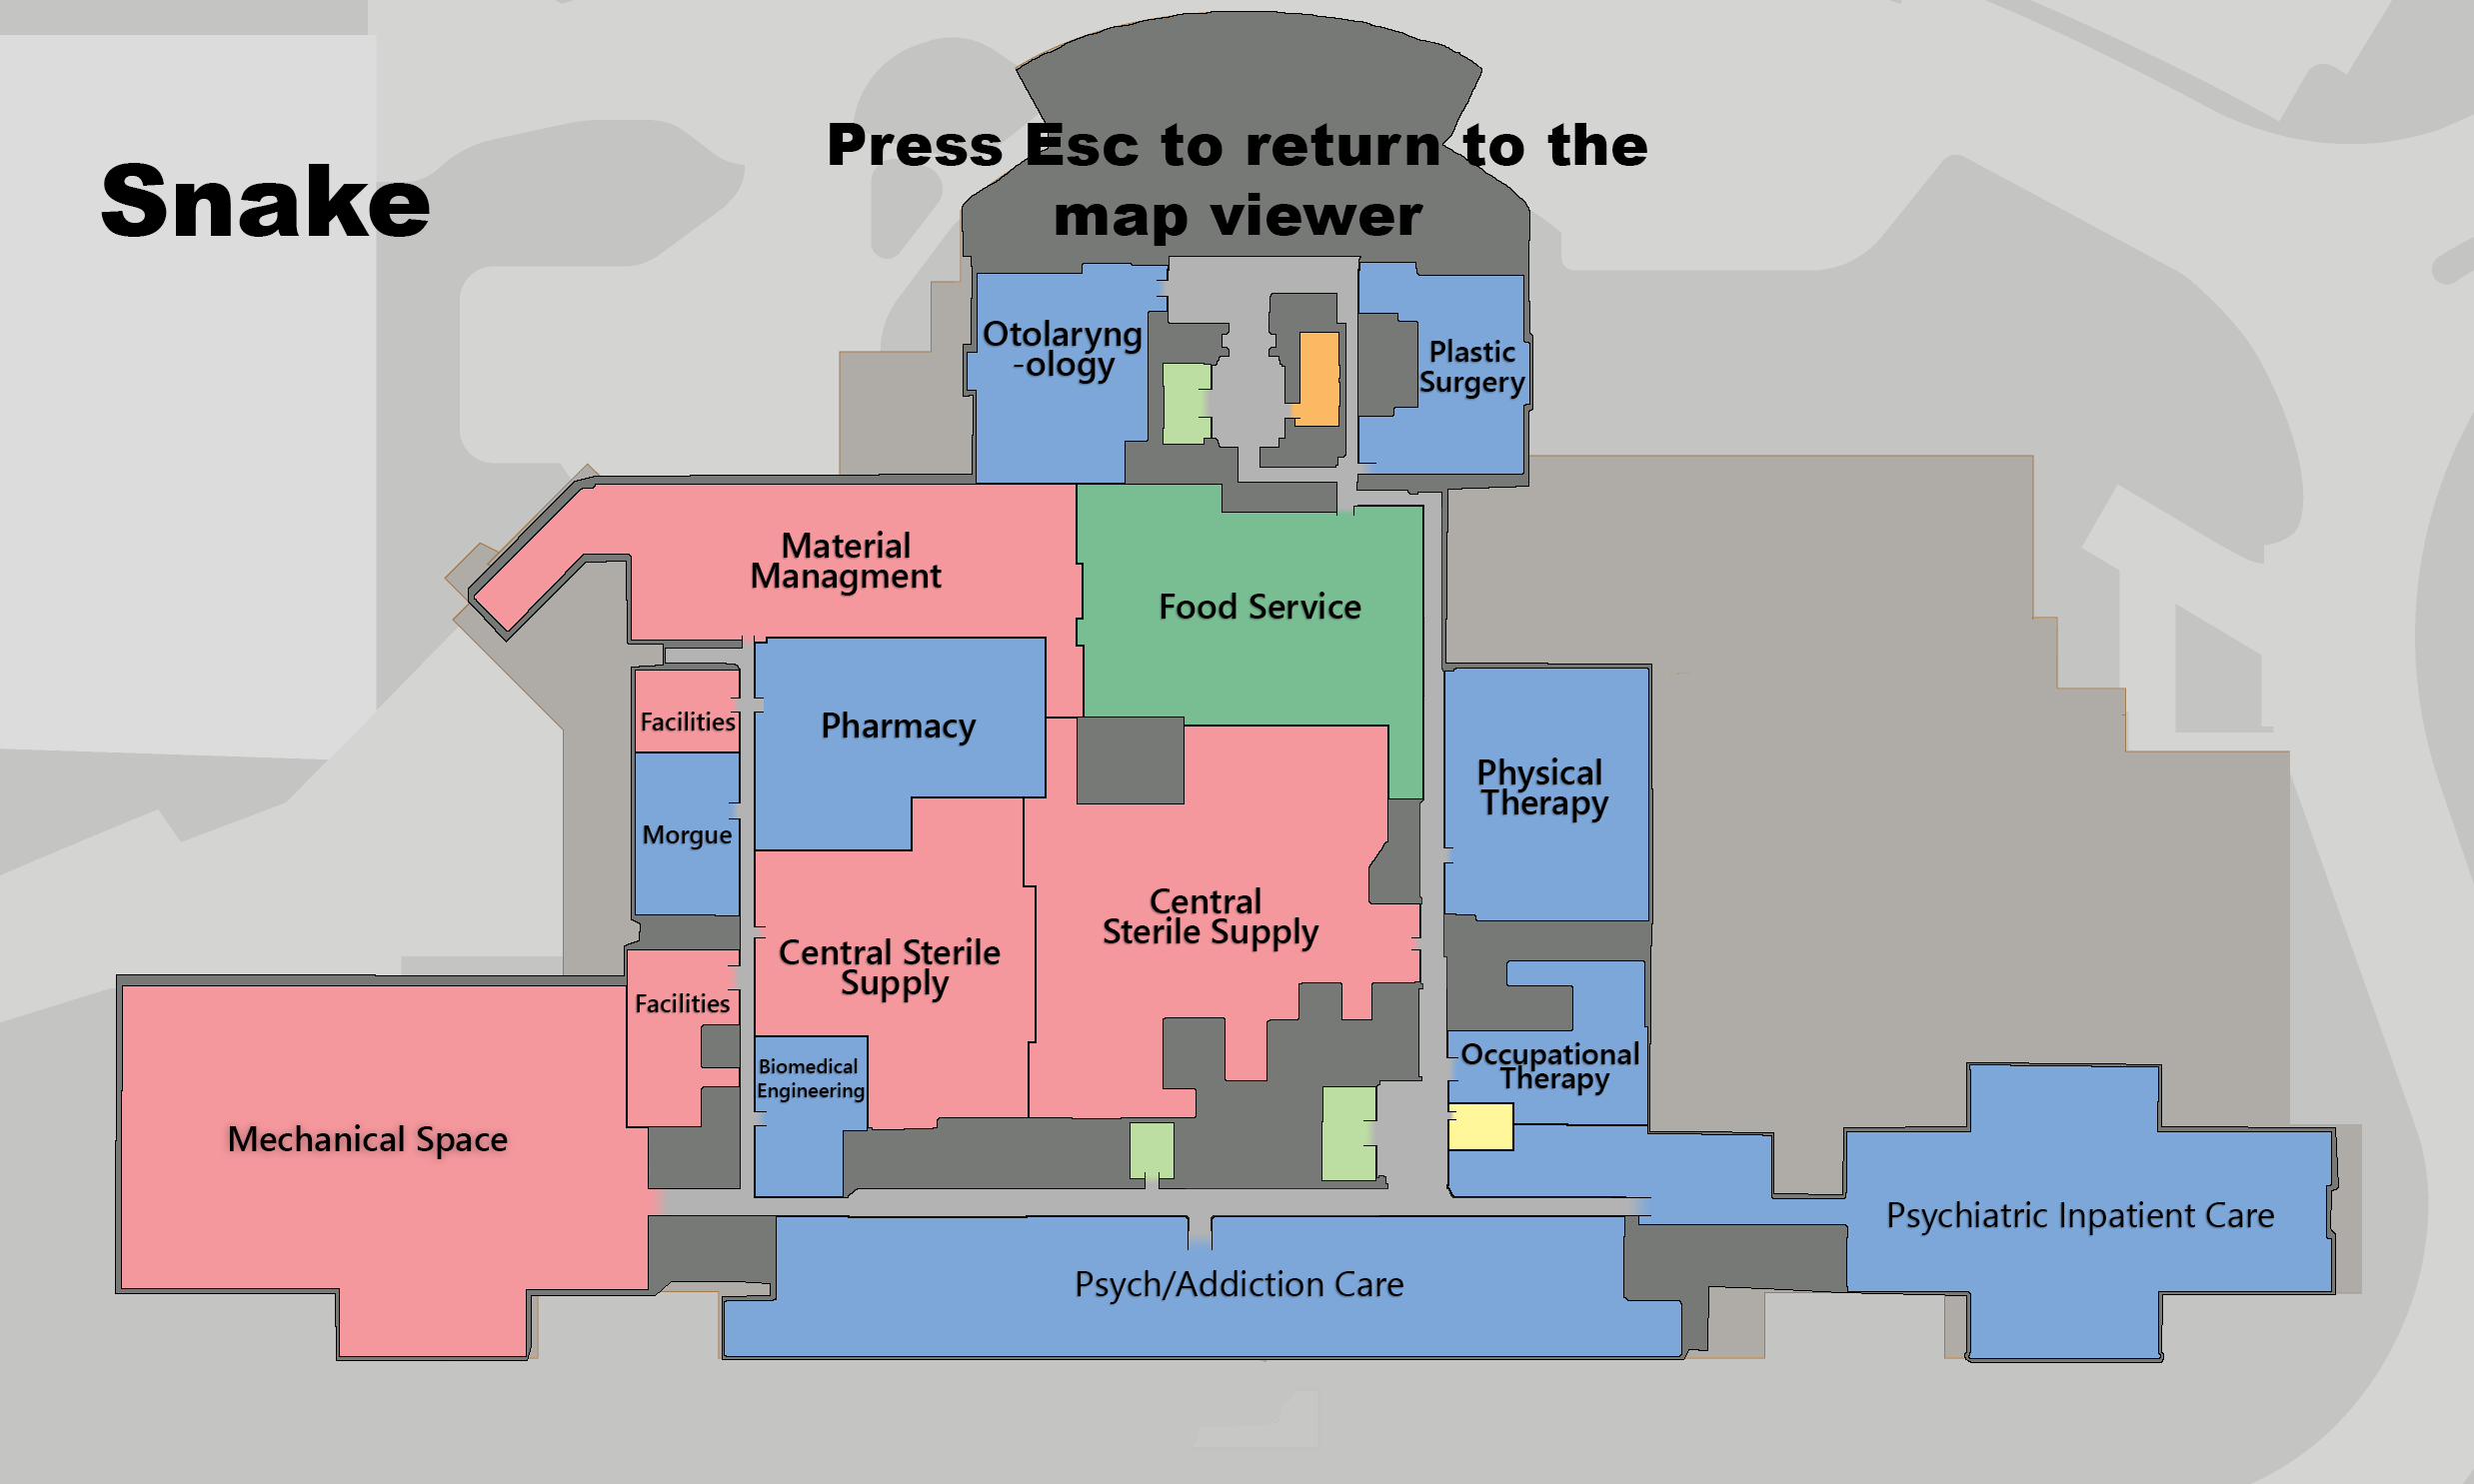 Snake
Press Esc to return to the
map viewer
Otolaryng
-ology
Plastic
Surgery
Material
Managment
Food Service
Facilities
Pharmacy
Morgue
Physical
Therapy
Central
Sterile Supply
Central Sterile
Supply
Facilities
Biomedical
Engineering
Occupational
Therapy
Mechanical Space
Psychiatric Inpatient Care
Psych/Addiction Care